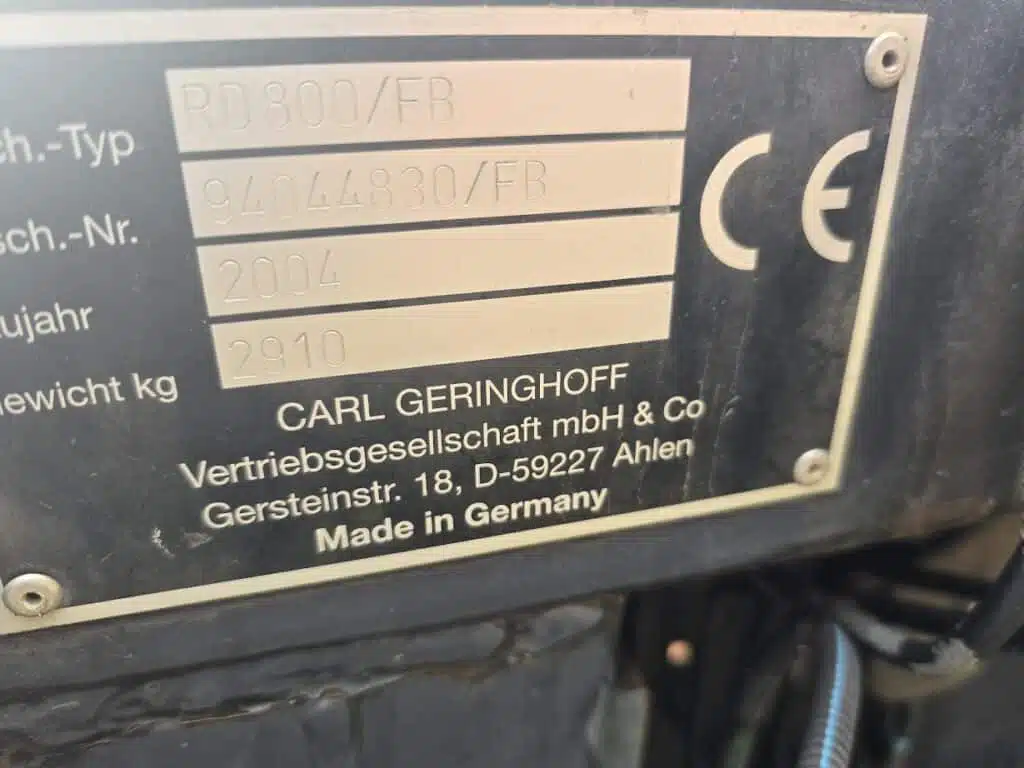 ch.-Typ RD800/FB
sch.-Nr. 94044830/FB
ujahr 2004
ewicht kg 2910
CE
CARL GERINGHOFF
Vertriebsgesellschaft mbH & Co
Gersteinstr. 18, D-59227 Ahlen
Made in Germany